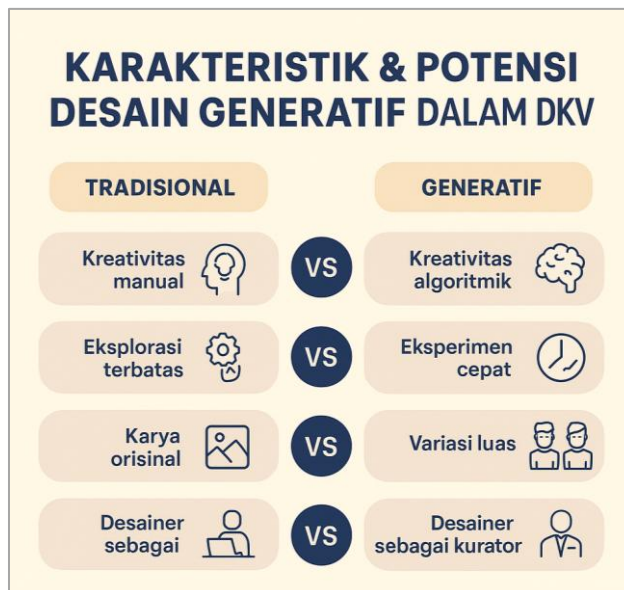 KARAKTERISTIK & POTENSI
DESAIN GENERATIF DALAM DKV
TRADISIONAL
GENERATIF
Kreativitas
manual
VS
Kreativitas
algoritmik
Eksplorasi
terbatas
VS
Eksperimen
cepat
Karya
orisinal
VS
Variasi luas
Desainer
sebagai
VS
Desainer
sebagai kurator